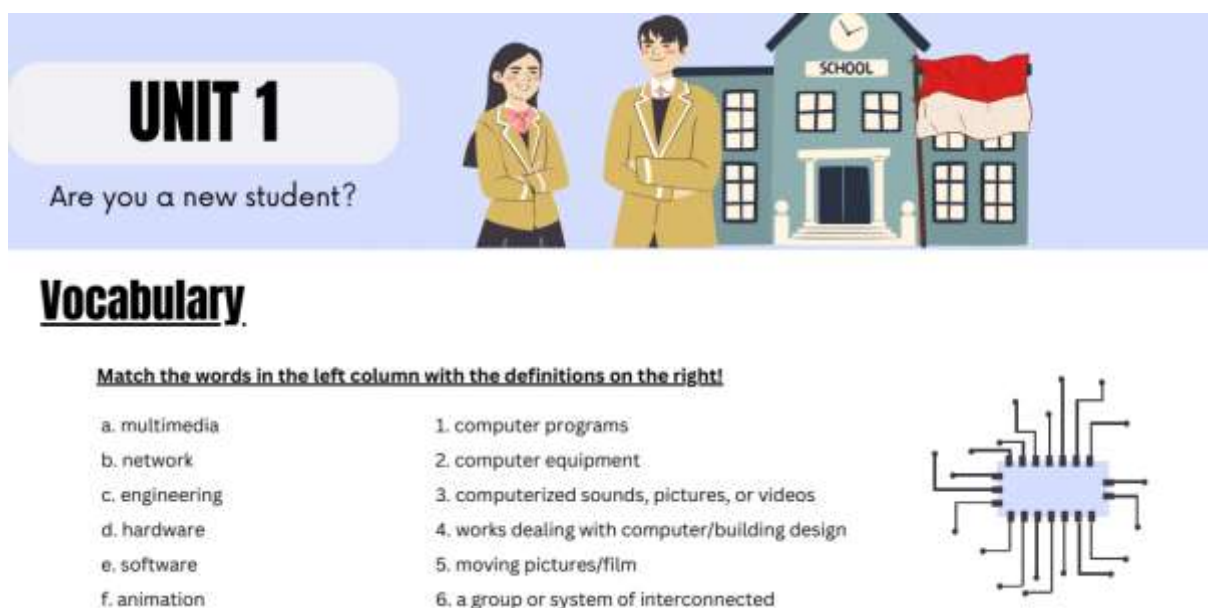 UNIT 1
SCHOOL
Are you a new student?
Vocabulary
Match the words in the left column with the definitions on the right!
a. multimedia
1. computer programs
b. network
2. computer equipment
c. engineering
3. computerized sounds, pictures, or videos
d. hardware
4. works dealing with computer/building design
e. software
5. moving pictures/film
f. animation
6. a group or system of interconnected